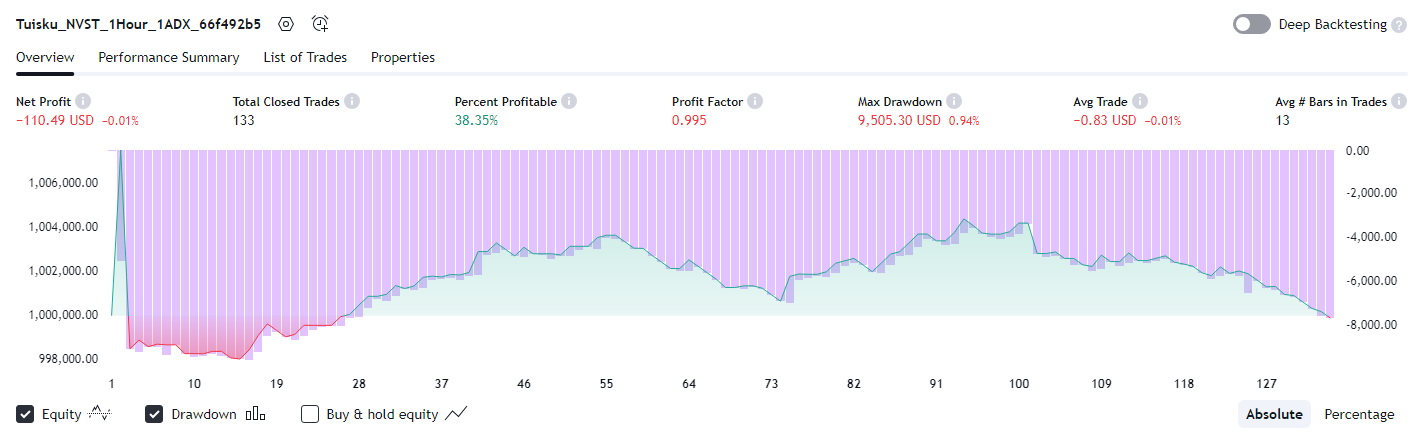 Tuisku_NVST_1Hour_1ADX_66f492b5 Deep Backtesting ?
Overview Performance Summary List of Trades Properties
Net Profit i Total Closed Trades i Percent Profitable i Profit Factor i Max Drawdown i Avg Trade i Avg # Bars in Trades i
−110.49 USD −0.01% 133 38.35% 0.995 9,505.30 USD 0.94% −0.83 USD −0.01% 13
0.00
1,006,000.00
-2,000.00
1,004,000.00
-4,000.00
1,002,000.00
-6,000.00
1,000,000.00
-8,000.00
998,000.00
1 10 19 28 37 46 55 64 73 82 91 100 109 118 127
Equity Drawdown Buy & hold equity Absolute Percentage